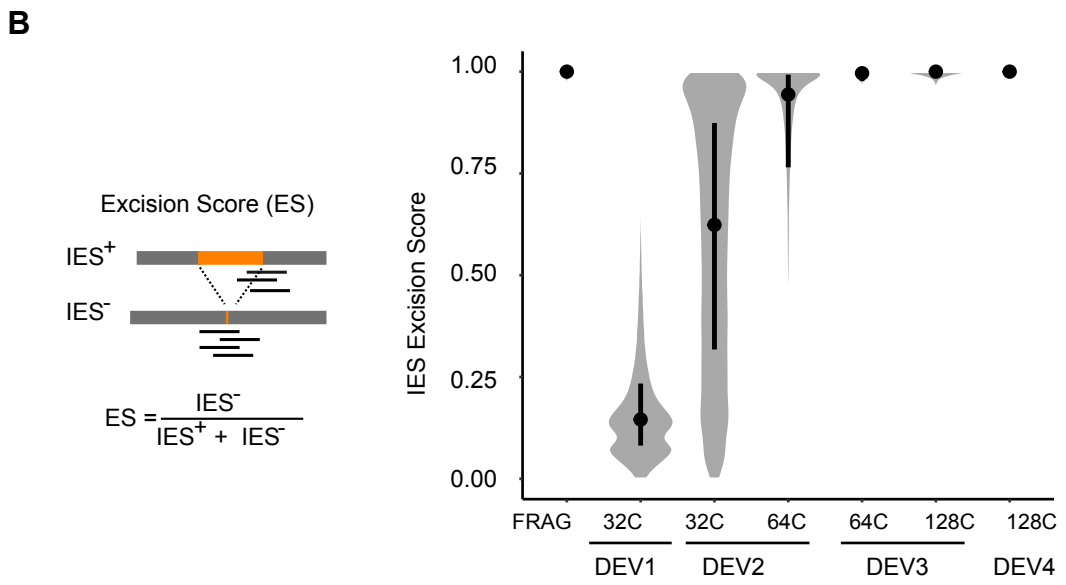 B
Excision Score (ES)
IES+
IES-
ES = IES-
IES+ + IES-
IES Excision Score
1.00
0.75
0.50
0.25
0.00
FRAG 32C 32C 64C 64C 128C 128C
DEV1 DEV2 DEV3 DEV4